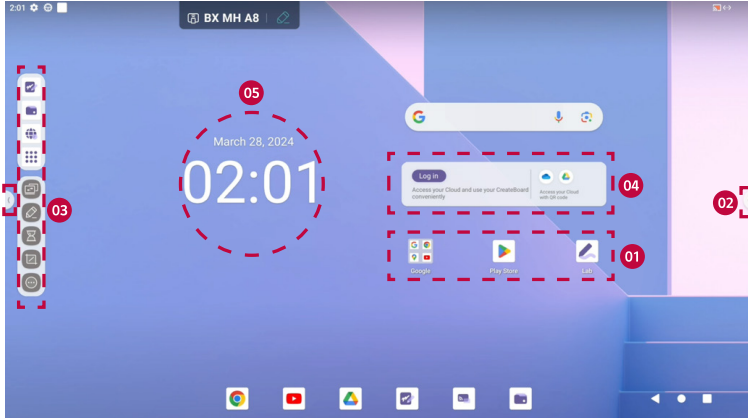 2:01
BX MH A8
05
March 28, 2024
02:01
Log in
Access your Cloud and use your CreateBoard
conveniently
Access your Cloud
with QR code
04
03
02
01
Google
Play Store
Lab